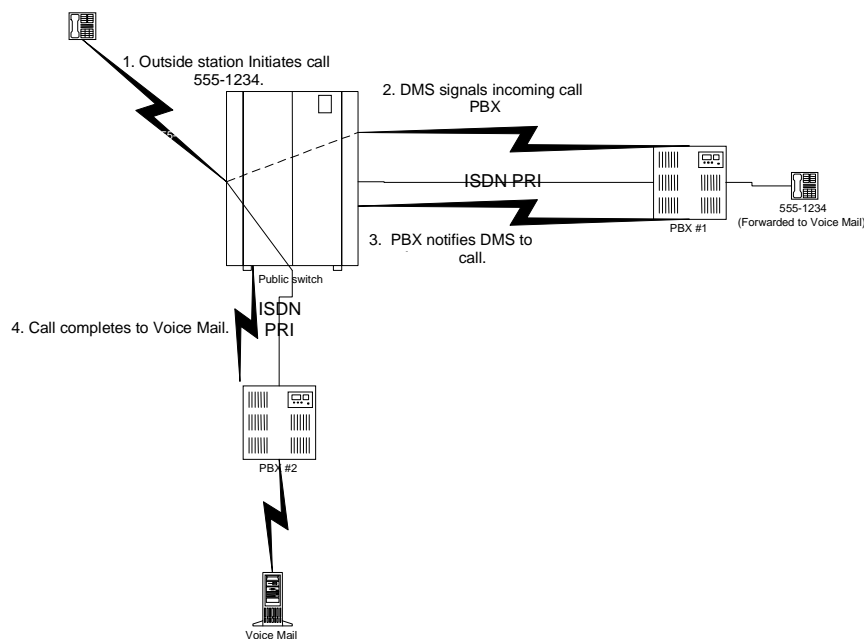 1. Outside station Initiates call
555-1234.
2. DMS signals incoming call
PBX
ISDN PRI
555-1234
(Forwarded to Voice Mail)
PBX #1
3. PBX notifies DMS to
call.
Public switch
ISDN
PRI
4. Call completes to Voice Mail.
PBX #2
Voice Mail